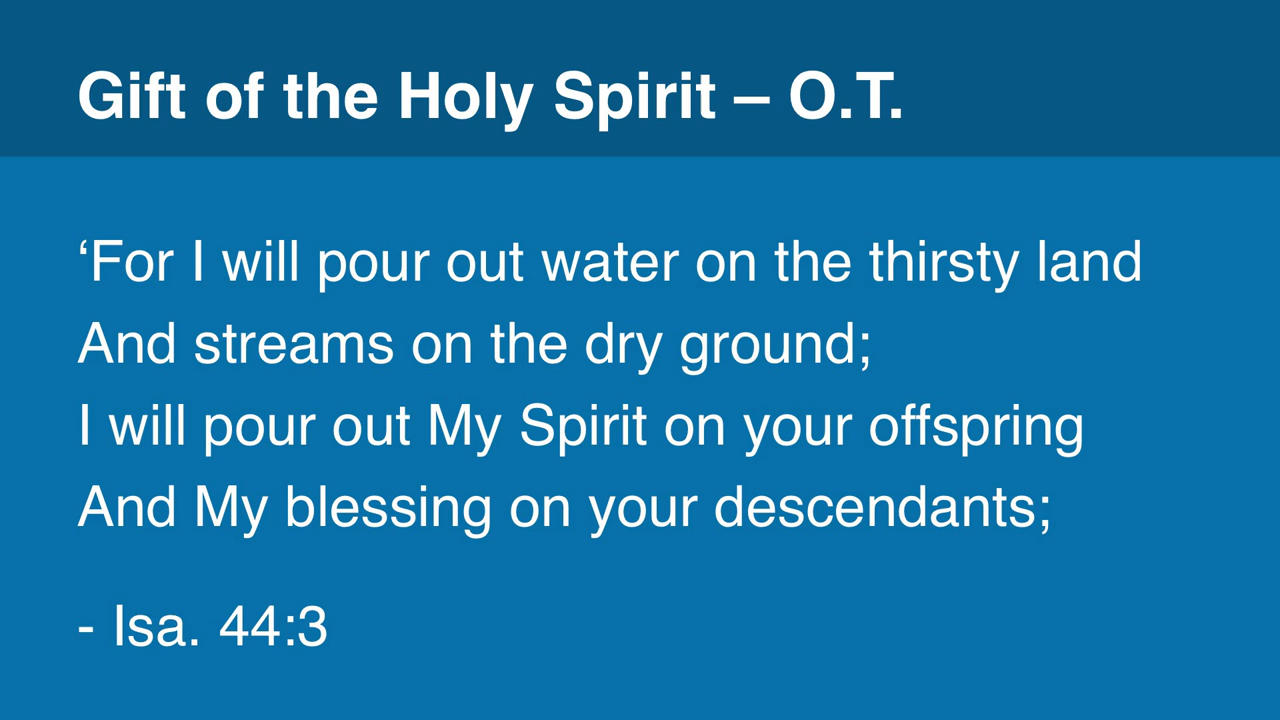 Gift of the Holy Spirit – O.T.
‘For I will pour out water on the thirsty land
And streams on the dry ground;
I will pour out My Spirit on your offspring
And My blessing on your descendants;
- Isa. 44:3